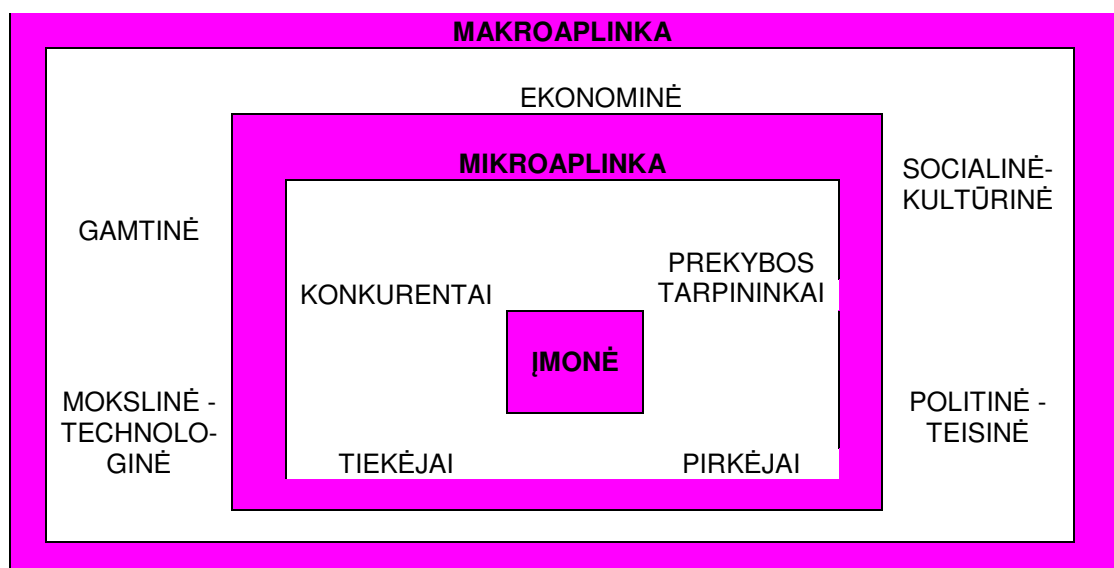 MAKROAPLINKA
EKONOMINĖ
MIKROAPLINKA
SOCIALINĖ-
KULTŪRINĖ
GAMTINĖ
PREKYBOS
TARPININKAI
KONKURENTAI
ĮMONĖ
MOKSLINĖ -
TECHNOLO-
GINĖ
POLITINĖ -
TEISINĖ
TIEKĖJAI
PIRKĖJAI